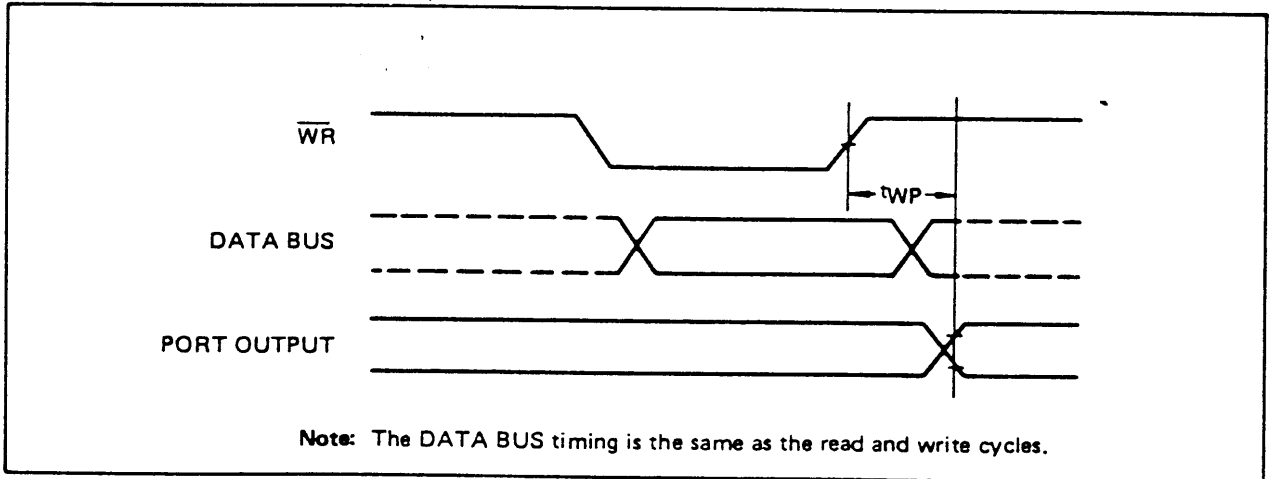 W̅R̅
tWP
DATA BUS
PORT OUTPUT
Note: The DATA BUS timing is the same as the read and write cycles.